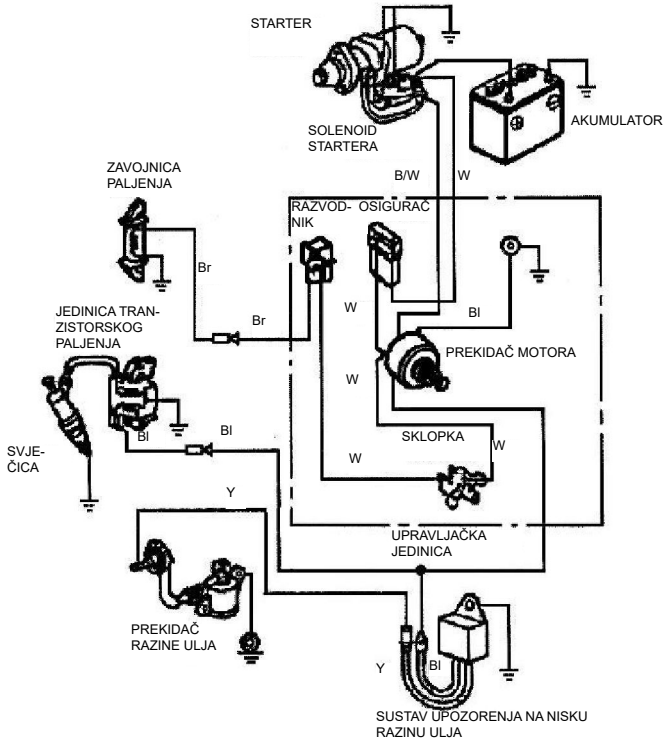 STARTER
SOLENOID
STARTERA
AKUMULATOR
ZAVOJNICA
PALJENJA
B/W
W
RAZVOD-
NIK
OSIGURAČ
Br
Br
W
Bl
JEDINICA TRAN-
ZISTORSKOG
PALJENJA
PREKIDAČ MOTORA
W
SVJE-
ČICA
Bl
Bl
SKLOPKA
W
W
Y
UPRAVLJAČKA
JEDINICA
PREKIDAČ
RAZINE ULJA
Y
Bl
SUSTAV UPOZORENJA NA NISKU
RAZINU ULJA